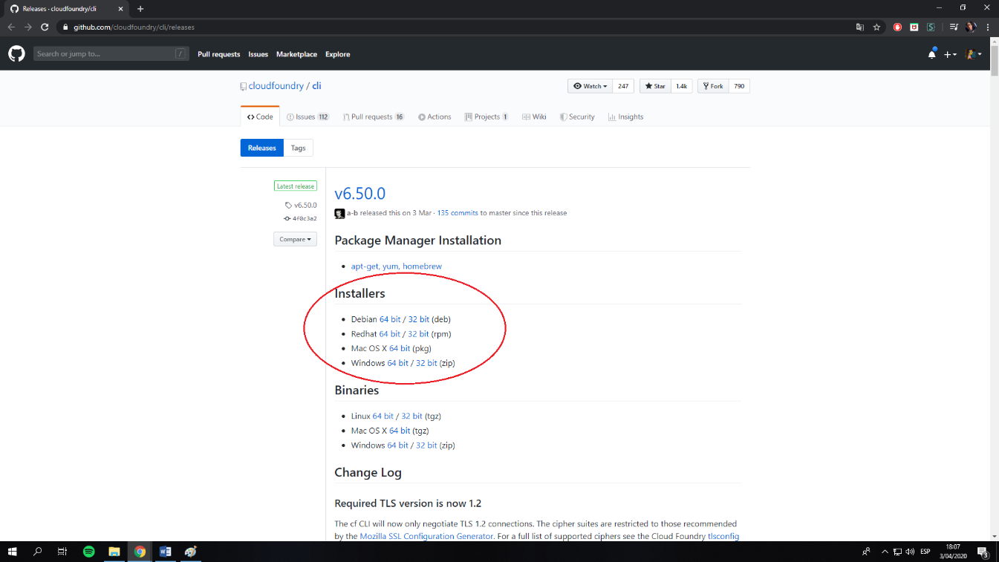 Releases · cloudfoundry/cli
github.com/cloudfoundry/cli/releases
Search or jump to... /
Pull requests Issues Marketplace Explore
cloudfoundry / cli
Watch 247 Star 1.4k Fork 790
Code Issues 112 Pull requests 16 Actions Projects 1 Wiki Security Insights
Releases Tags
Latest release
v6.50.0
4f0c3a2
Compare
v6.50.0
a-b released this on 3 Mar · 135 commits to master since this release
Package Manager Installation
apt-get, yum, homebrew
Installers
Debian 64 bit / 32 bit (deb)
Redhat 64 bit / 32 bit (rpm)
Mac OS X 64 bit (pkg)
Windows 64 bit / 32 bit (zip)
Binaries
Linux 64 bit / 32 bit (tgz)
Mac OS X 64 bit (tgz)
Windows 64 bit / 32 bit (zip)
Change Log
Required TLS version is now 1.2
The cf CLI will now only negotiate TLS 1.2 connections. The cipher suites are restricted to those recommended
by the Mozilla SSL Configuration Generator. For a full list of supported ciphers see the Cloud Foundry tlsconfig
ESP
18:07
3/04/2020
3